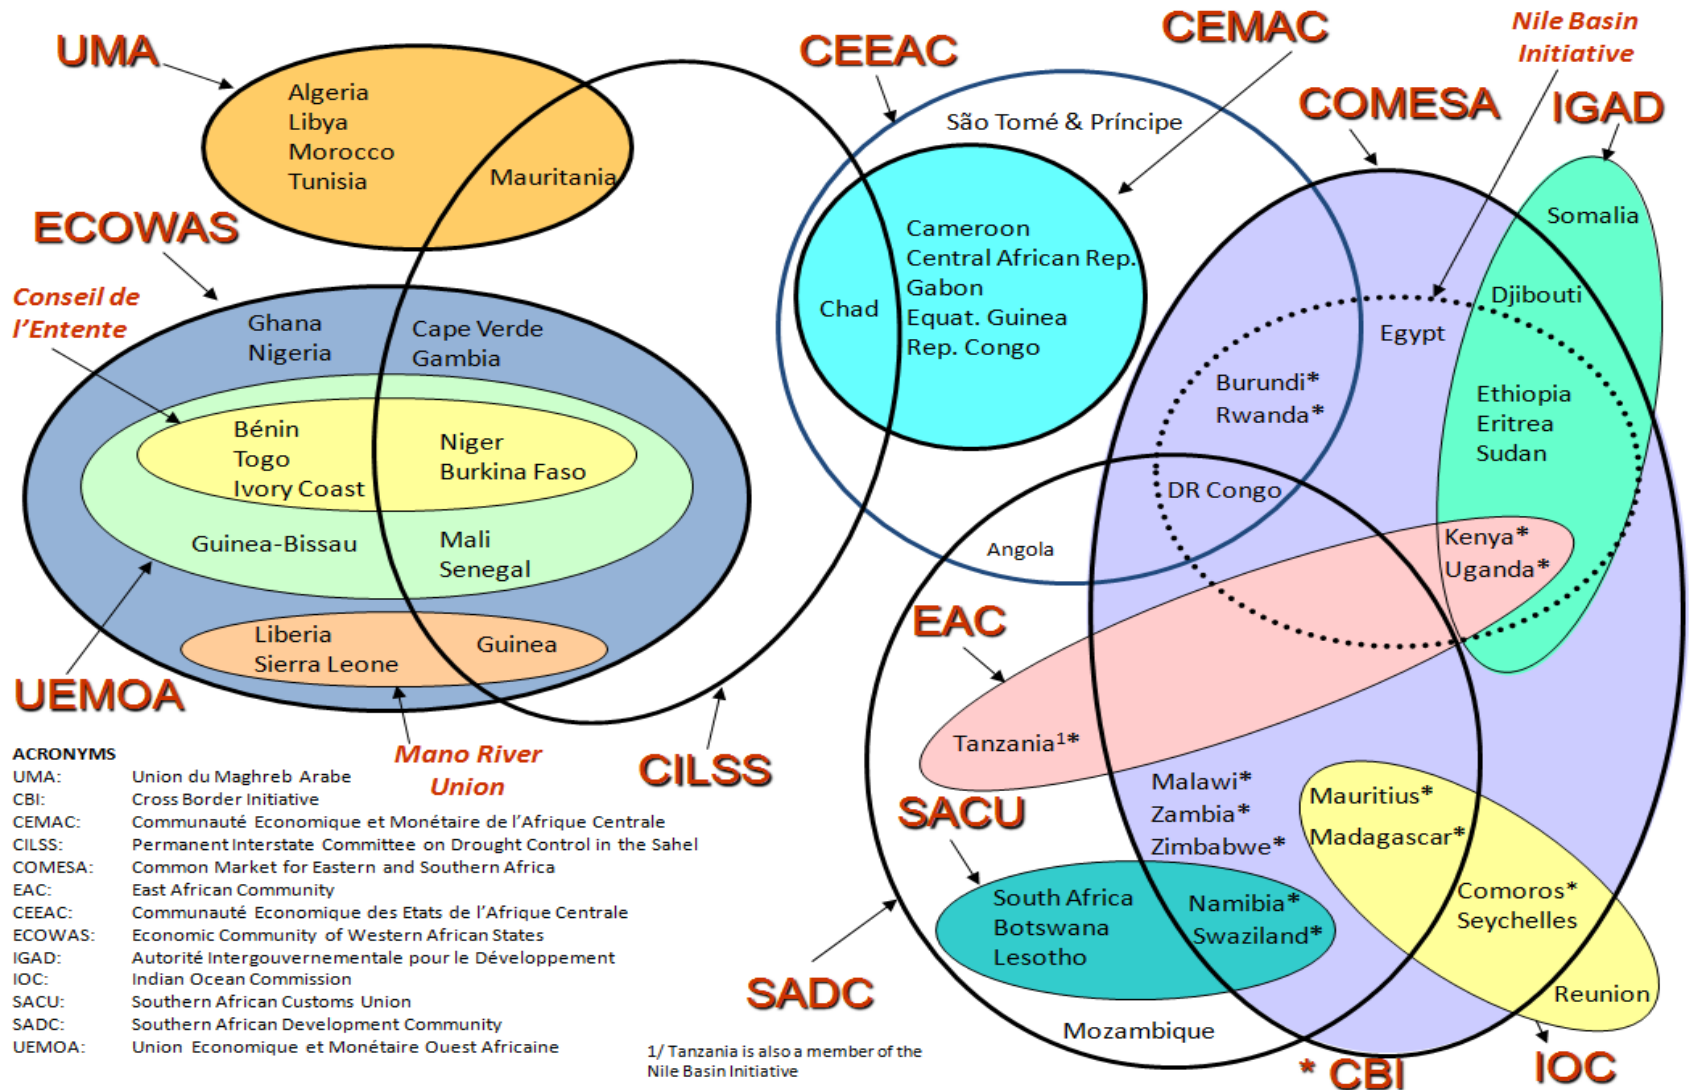 UMA
Algeria
Libya
Morocco
Tunisia
Mauritania
ECOWAS
Conseil de
l’Entente
Ghana
Nigeria
Cape Verde
Gambia
Bénin
Togo
Ivory Coast
Niger
Burkina Faso
Guinea-Bissau
Mali
Senegal
Liberia
Sierra Leone
Guinea
UEMOA
Mano River
Union
CILSS
CEEAC
CEMAC
São Tomé & Príncipe
Chad
Cameroon
Central African Rep.
Gabon
Equat. Guinea
Rep. Congo
Nile Basin
Initiative
COMESA
IGAD
Somalia
Djibouti
Egypt
Burundi*
Rwanda*
Ethiopia
Eritrea
Sudan
DR Congo
Angola
Kenya*
Uganda*
EAC
Tanzania1*
Malawi*
Zambia*
Zimbabwe*
Mauritius*
Madagascar*
Comoros*
Seychelles
Reunion
SACU
South Africa
Botswana
Lesotho
Namibia*
Swaziland*
SADC
Mozambique
* CBI
IOC
ACRONYMS
UMA: Union du Maghreb Arabe
CBI: Cross Border Initiative
CEMAC: Communauté Economique et Monétaire de l’Afrique Centrale
CILSS: Permanent Interstate Committee on Drought Control in the Sahel
COMESA: Common Market for Eastern and Southern Africa
EAC: East African Community
CEEAC: Communauté Economique des Etats de l’Afrique Centrale
ECOWAS: Economic Community of Western African States
IGAD: Autorité Intergouvernementale pour le Développement
IOC: Indian Ocean Commission
SACU: Southern African Customs Union
SADC: Southern African Development Community
UEMOA: Union Economique et Monétaire Ouest Africaine
1/ Tanzania is also a member of the
Nile Basin Initiative